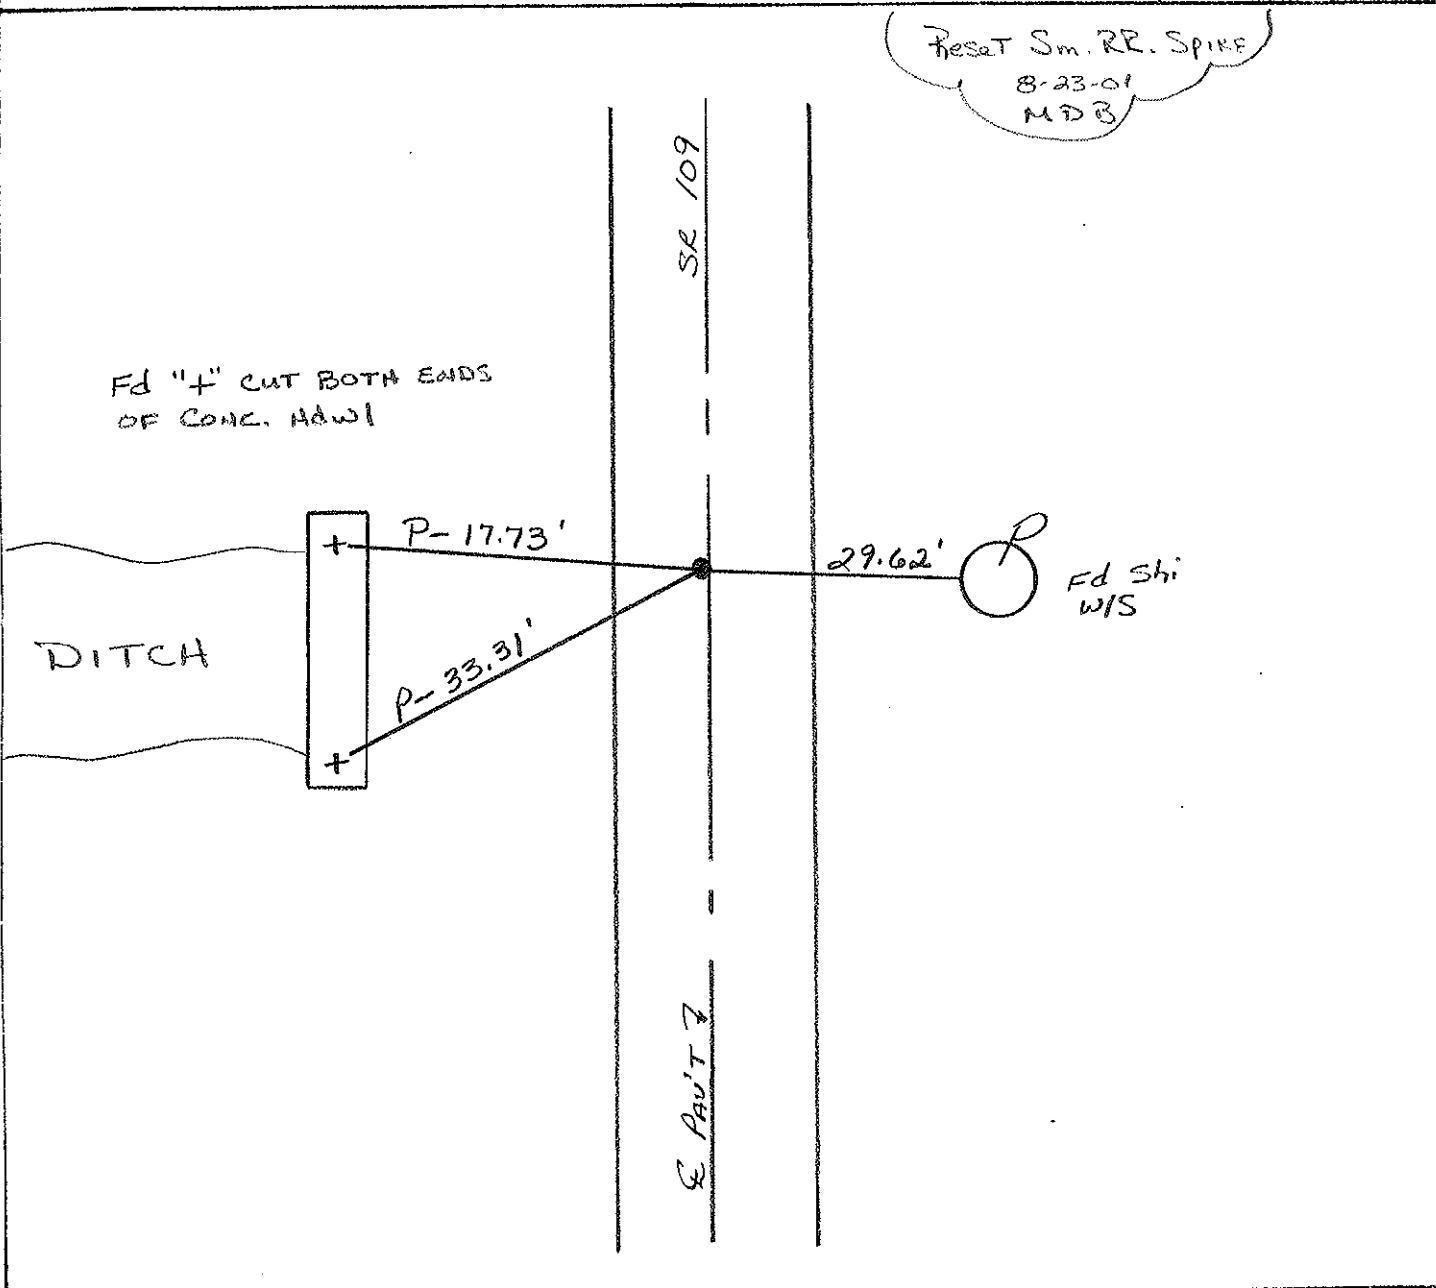 Reset Sm. RR. Spike
8-23-01
MDB
SR 109
Fd "+" CUT BOTH ENDS
OF CONC. Hdwl
P- 17.73'
29.62'
P
Fd Shi
W/S
DITCH
P- 33.31'
℄ PAV'T